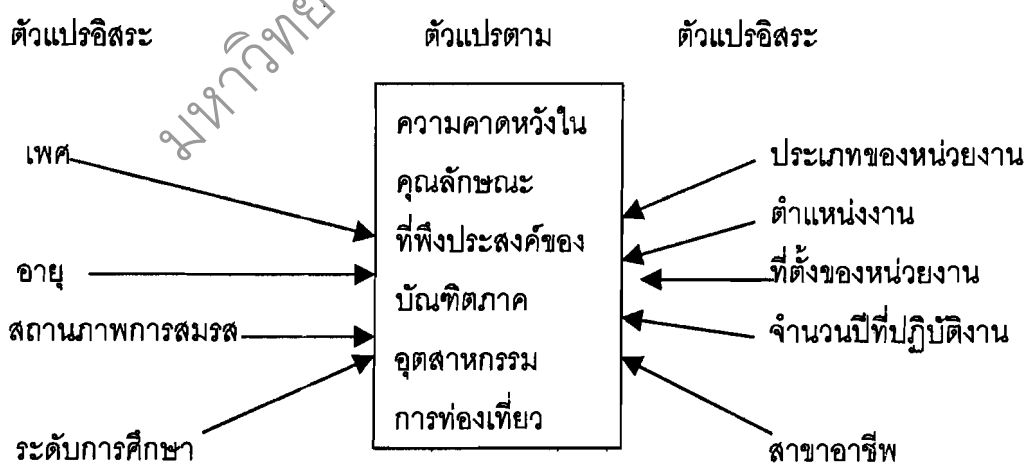 ตัวแปรอิสระ ตัวแปรตาม ตัวแปรอิสระ
มหาวิทย
เพศ
อายุ
สถานภาพการสมรส
ระดับการศึกษา
ความคาดหวังใน
คุณลักษณะ
ที่พึงประสงค์ของ
บัณฑิตภาค
อุตสาหกรรม
การท่องเที่ยว
ประเภทของหน่วยงาน
ตำแหน่งงาน
ที่ตั้งของหน่วยงาน
จำนวนปีที่ปฏิบัติงาน
สาขาอาชีพ